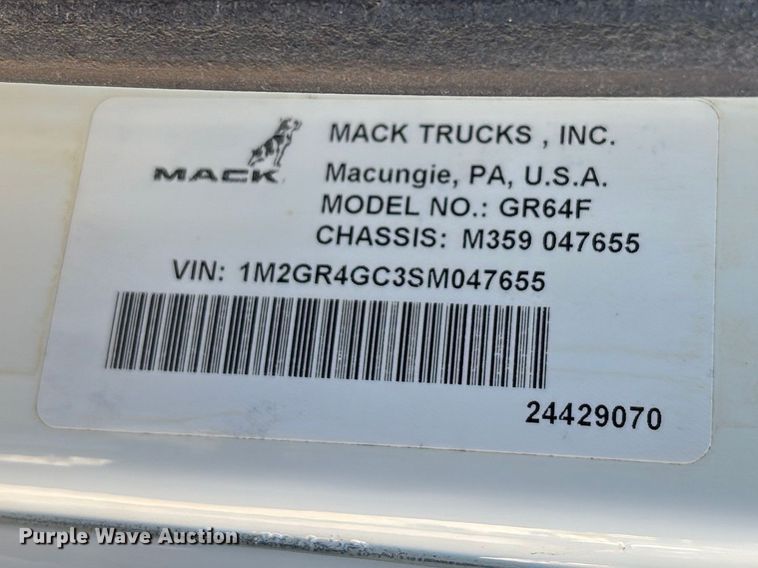 MACK
MACK TRUCKS , INC.
Macungie, PA, U.S.A.
MODEL NO.: GR64F
CHASSIS: M359 047655
VIN: 1M2GR4GC3SM047655
24429070
Purple Wave Auction